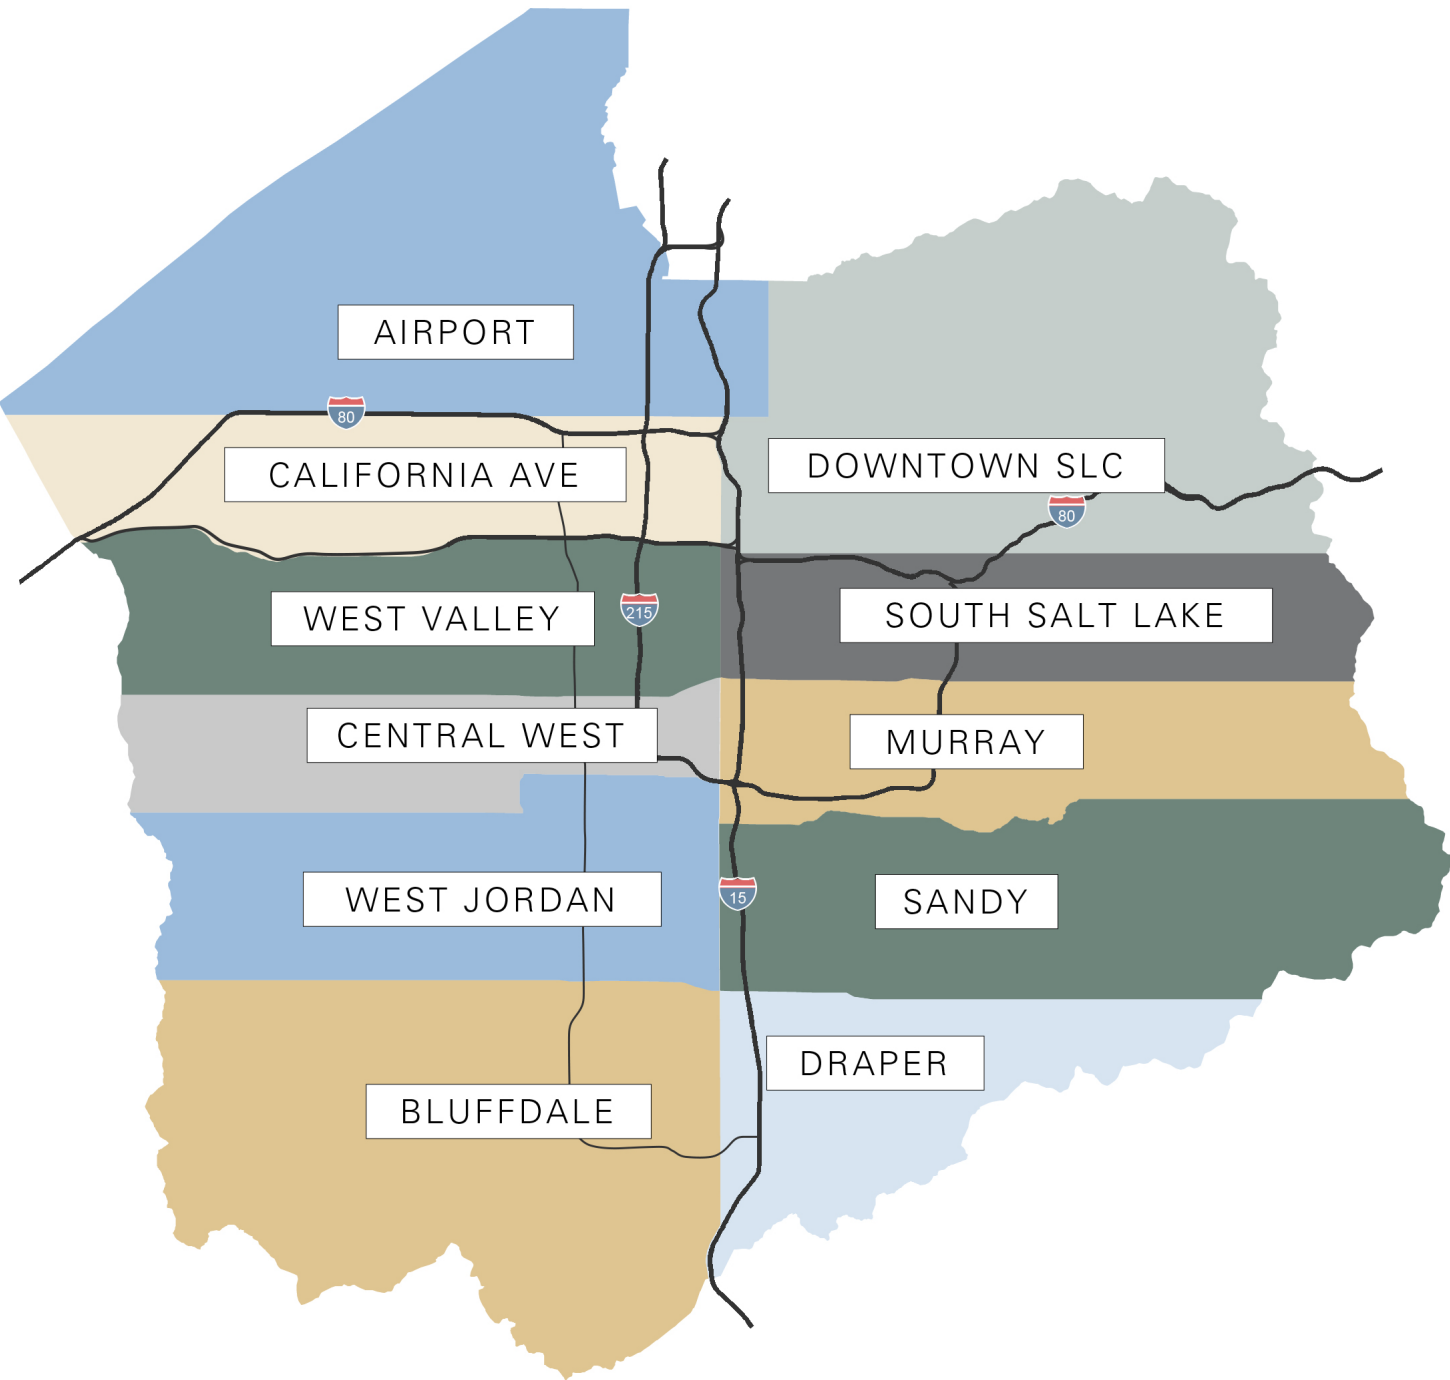 AIRPORT
80
CALIFORNIA AVE
DOWNTOWN SLC
80
WEST VALLEY
215
SOUTH SALT LAKE
CENTRAL WEST
MURRAY
WEST JORDAN
15
SANDY
DRAPER
BLUFFDALE